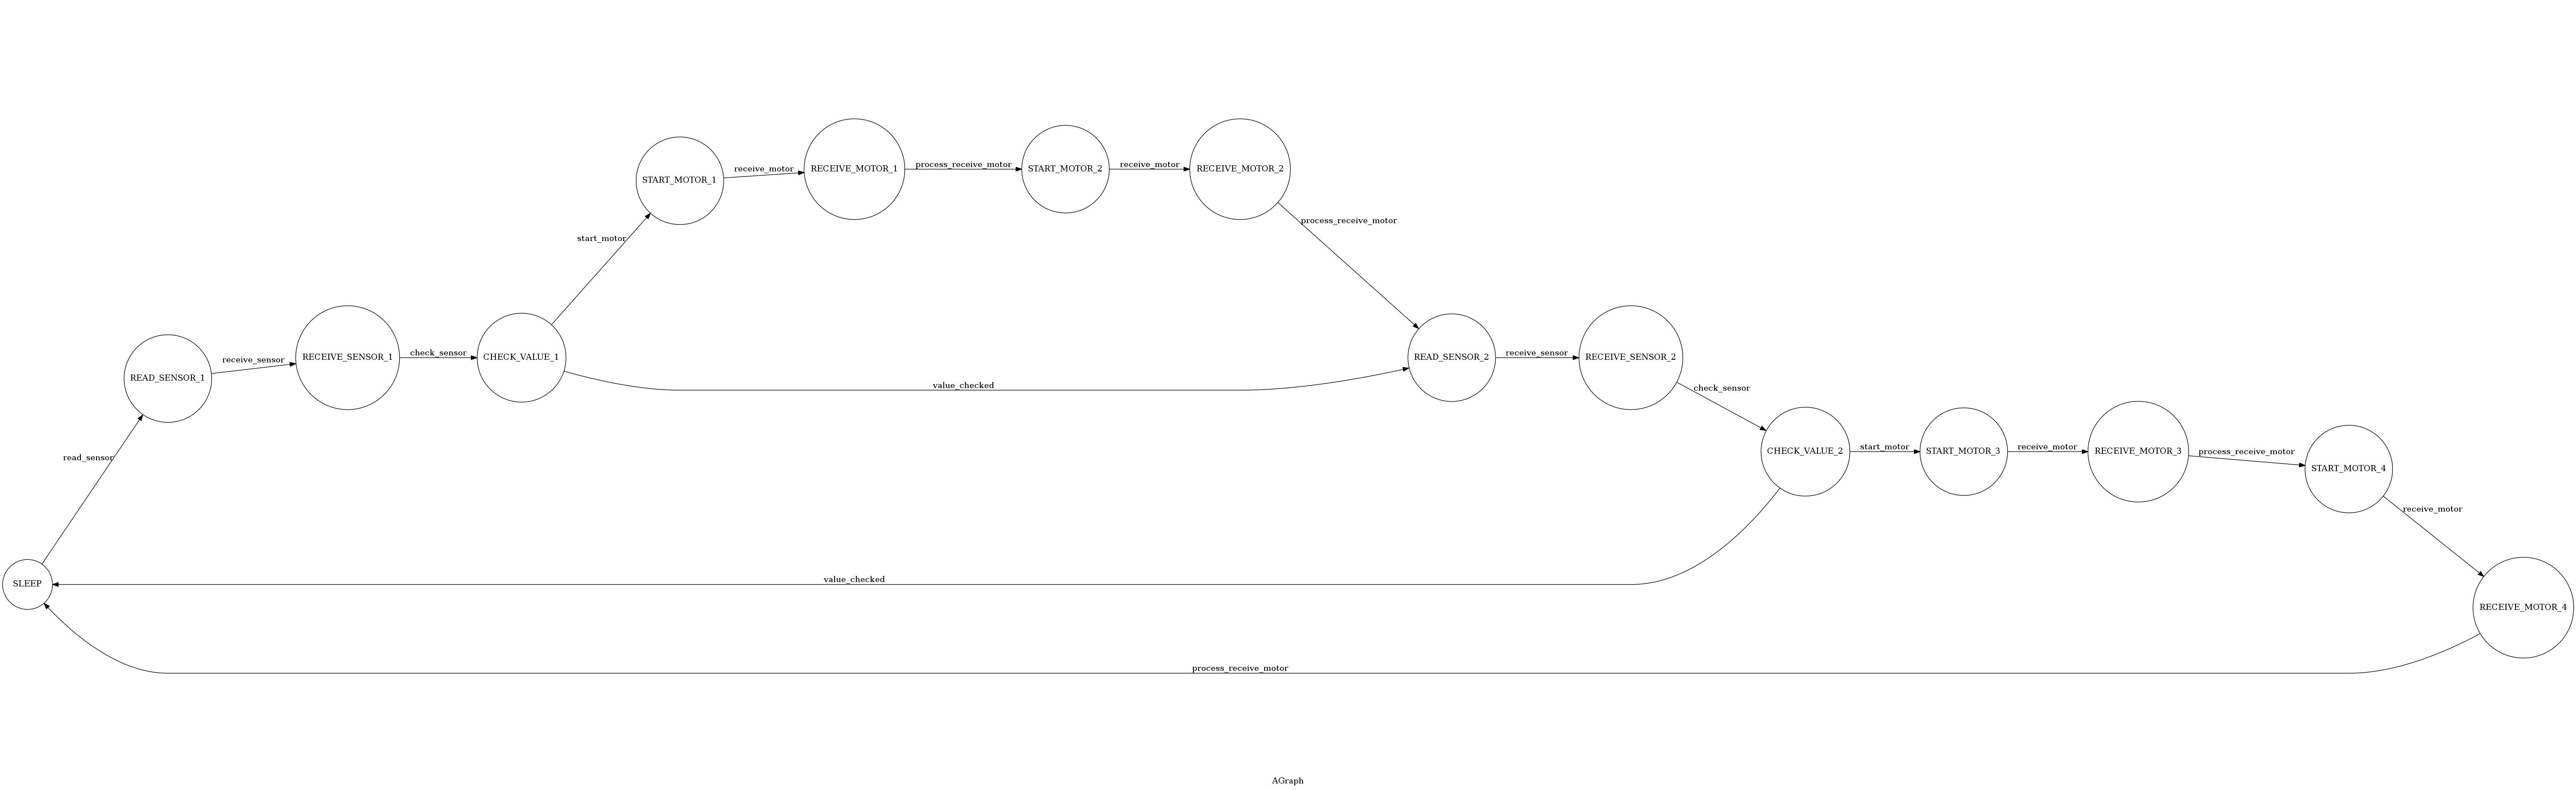 receive_motor
RECEIVE_MOTOR_1
process_receive_motor
START_MOTOR_2
receive_motor
RECEIVE_MOTOR_2
START_MOTOR_1
process_receive_motor
start_motor
READ_SENSOR_1
receive_sensor
RECEIVE_SENSOR_1
check_sensor
CHECK_VALUE_1
value_checked
READ_SENSOR_2
receive_sensor
RECEIVE_SENSOR_2
check_sensor
read_sensor
CHECK_VALUE_2
start_motor
START_MOTOR_3
receive_motor
RECEIVE_MOTOR_3
process_receive_motor
START_MOTOR_4
receive_motor
SLEEP
value_checked
RECEIVE_MOTOR_4
process_receive_motor
AGraph